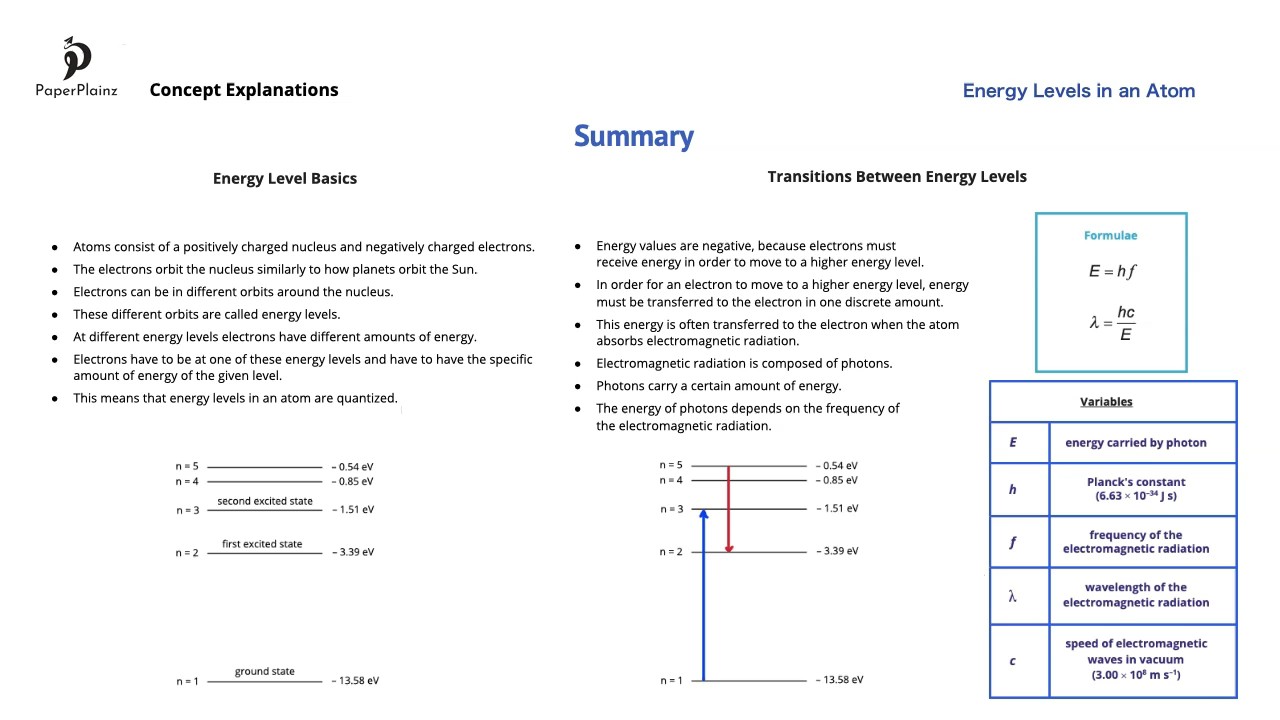 PaperPlainz
Concept Explanations
Energy Levels in an Atom
Summary
Energy Level Basics
● Atoms consist of a positively charged nucleus and negatively charged electrons.
● The electrons orbit the nucleus similarly to how planets orbit the Sun.
● Electrons can be in different orbits around the nucleus.
● These different orbits are called energy levels.
● At different energy levels electrons have different amounts of energy.
● Electrons have to be at one of these energy levels and have to have the specific
amount of energy of the given level.
● This means that energy levels in an atom are quantized.
n = 5 – 0.54 eV
n = 4 – 0.85 eV
second excited state
n = 3 – 1.51 eV
first excited state
n = 2 – 3.39 eV
ground state
n = 1 – 13.58 eV
Transitions Between Energy Levels
● Energy values are negative, because electrons must
receive energy in order to move to a higher energy level.
● In order for an electron to move to a higher energy level, energy
must be transferred to the electron in one discrete amount.
● This energy is often transferred to the electron when the atom
absorbs electromagnetic radiation.
● Electromagnetic radiation is composed of photons.
● Photons carry a certain amount of energy.
● The energy of photons depends on the frequency of
the electromagnetic radiation.
n = 5 – 0.54 eV
n = 4 – 0.85 eV
n = 3 – 1.51 eV
n = 2 – 3.39 eV
n = 1 – 13.58 eV
Formulae
E = hf
λ = hc/E
Variables
E energy carried by photon
h Planck's constant
(6.63 × 10⁻³⁴ J s)
f frequency of the
electromagnetic radiation
λ wavelength of the
electromagnetic radiation
c speed of electromagnetic
waves in vacuum
(3.00 × 10⁸ m s⁻¹)